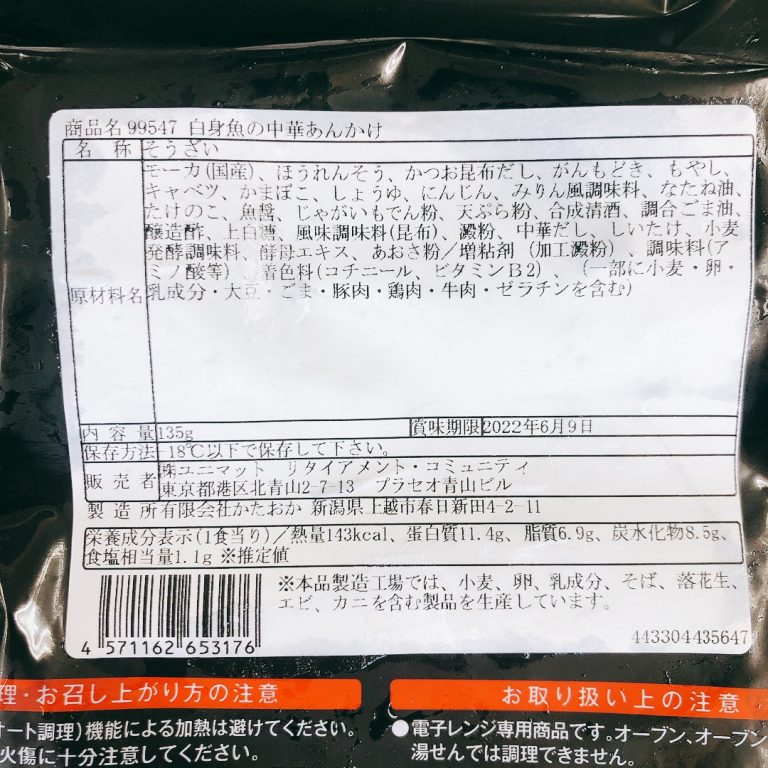 商品名 99547 白身魚の中華あんかけ
名 称 そうざい
モーカ(国産)、ほうれんそう、かつお昆布だし、がんもどき、もやし、
キャベツ、かまぼこ、しょうゆ、にんじん、みりん風調味料、なたね油、
たけのこ、魚醤、じゃがいもでん粉、天ぷら粉、合成清酒、調合ごま油、
醸造酢、上白糖、風味調味料(昆布)、澱粉、中華だし、しいたけ、小麦
発酵調味料、酵母エキス、あおさ粉／増粘剤（加工澱粉）、調味料(ア
ミノ酸等)、着色料(コチニール、ビタミンＢ2)、（一部に小麦・卵・
原材料名 乳成分・大豆・ごま・豚肉・鶏肉・牛肉・ゼラチンを含む)
内 容 量 135g 賞味期限 2022年6月9日
保存方法 -18℃以下で保存して下さい。
販 売 者 ㈱ユニマット リタイアメント・コミュニティ
東京都港区北青山2-7-13 プラセオ青山ビル
製 造 所 有限会社かたおか 新潟県上越市春日新田4-2-11
栄養成分表示(1食当り)／熱量143kcal、蛋白質11.4g、脂質6.9g、炭水化物8.5g、
食塩相当量1.1g ※推定値
※本品製造工場では、小麦、卵、乳成分、そば、落花生、
エビ、カニを含む製品を生産しています。
4 571162 653176
443304435647
理・お召し上がり方の注意
お取り扱い上の注意
オート調理)機能による加熱は避けてください。
火傷に十分注意してください。
●電子レンジ専用商品です。オーブン、オーブン
湯せんでは調理できません。